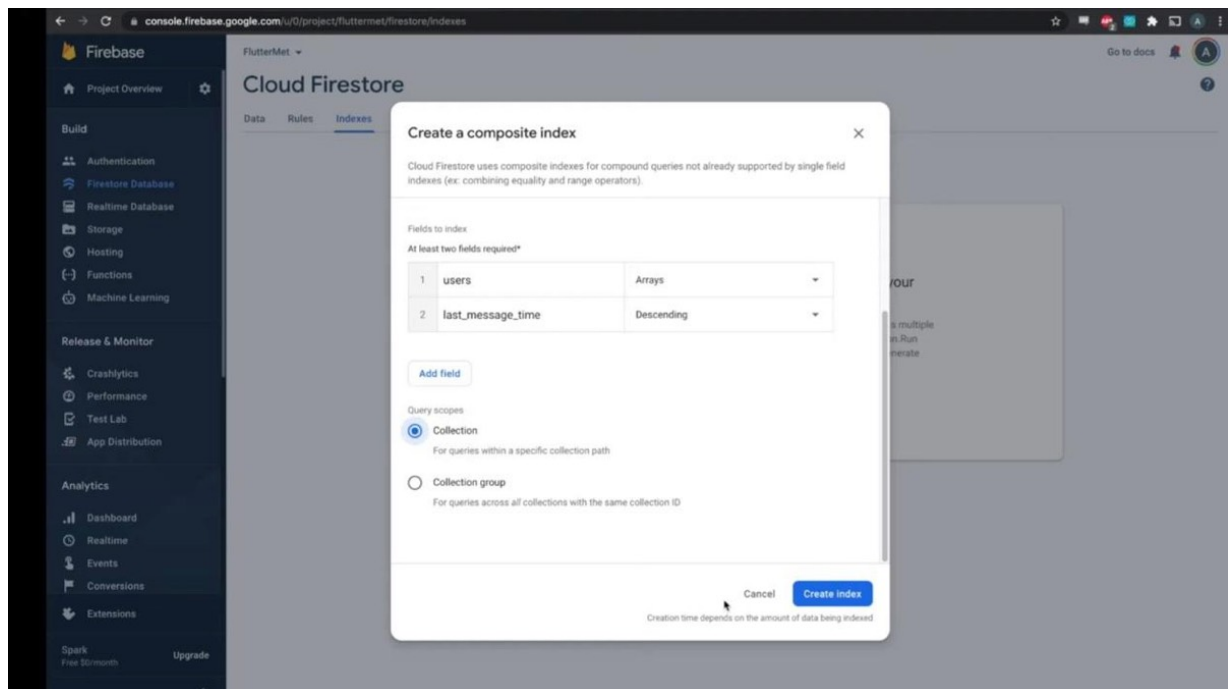 console.firebase.google.com/u/0/project/fluttermet/firestore/indexes
Firebase
FlutterMet
Go to docs
A
Project Overview
Cloud Firestore
Data Rules Indexes
Build
Authentication
Firestore Database
Realtime Database
Storage
Hosting
Functions
Machine Learning
Release & Monitor
Crashlytics
Performance
Test Lab
App Distribution
Analytics
Dashboard
Realtime
Events
Conversions
Extensions
Spark
Free $0/month
Upgrade
Create a composite index
Cloud Firestore uses composite indexes for compound queries not already supported by single field
indexes (ex: combining equality and range operators).
Fields to index
At least two fields required*
1 users Arrays
2 last_message_time Descending
Add field
Query scopes
Collection
For queries within a specific collection path
Collection group
For queries across all collections with the same collection ID
Cancel Create index
Creation time depends on the amount of data being indexed
your
multiple
Run